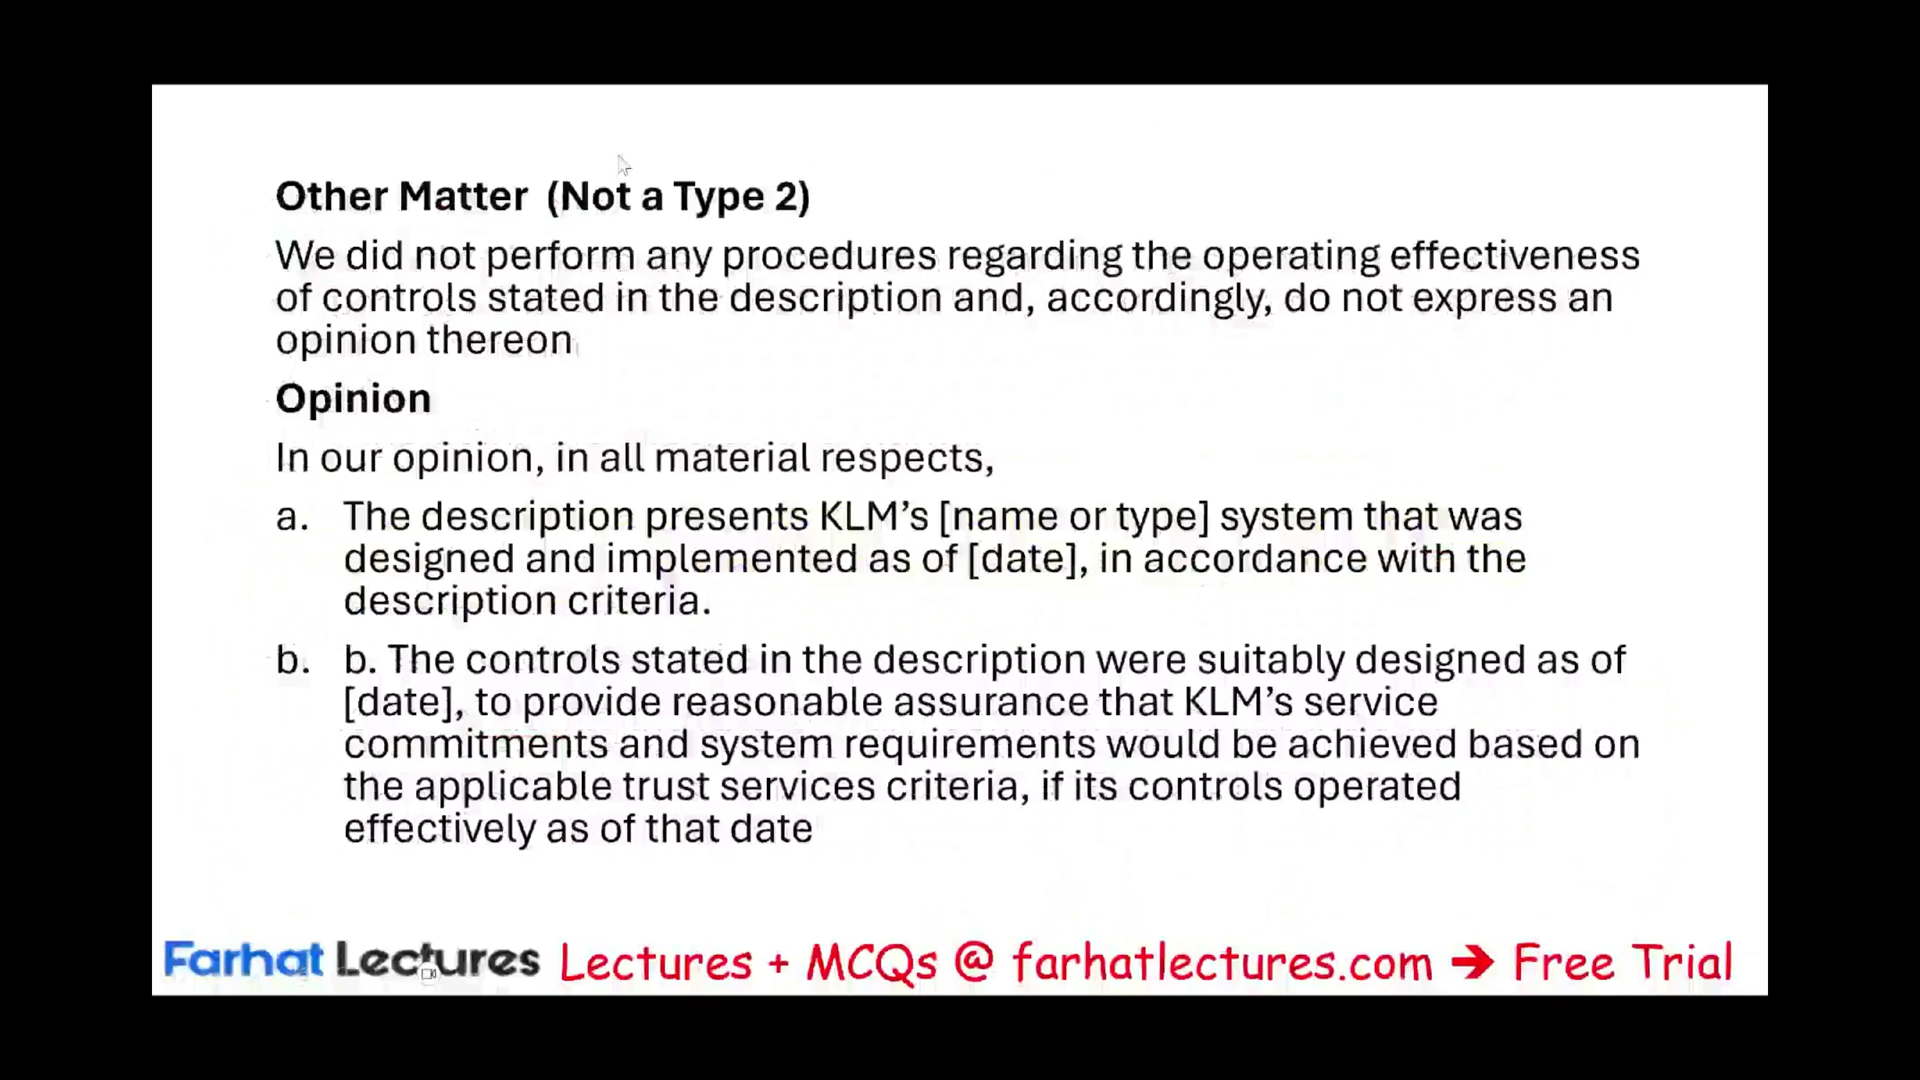 Other Matter (Not a Type 2)
We did not perform any procedures regarding the operating effectiveness
of controls stated in the description and, accordingly, do not express an
opinion thereon
Opinion
In our opinion, in all material respects,
a. The description presents KLM’s [name or type] system that was
designed and implemented as of [date], in accordance with the
description criteria.
b. b. The controls stated in the description were suitably designed as of
[date], to provide reasonable assurance that KLM’s service
commitments and system requirements would be achieved based on
the applicable trust services criteria, if its controls operated
effectively as of that date
Farhat Lectures Lectures + MCQs @ farhatlectures.com → Free Trial